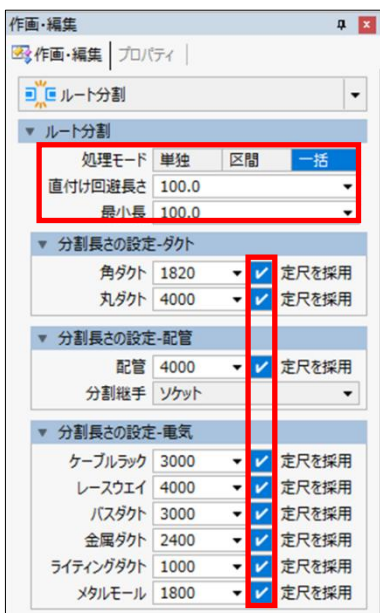 作画・編集
作画・編集 プロパティ
ルート分割
ルート分割
処理モード 単独 区間 一括
直付け回避長さ 100.0
最小長 100.0
分割長さの設定-ダクト
角ダクト 1820 定尺を採用
丸ダクト 4000 定尺を採用
分割長さの設定-配管
配管 4000 定尺を採用
分割継手 ソケット
分割長さの設定-電気
ケーブルラック 3000 定尺を採用
レースウエイ 4000 定尺を採用
バスダクト 3000 定尺を採用
金属ダクト 2400 定尺を採用
ライティングダクト 1000 定尺を採用
メタルモール 1800 定尺を採用